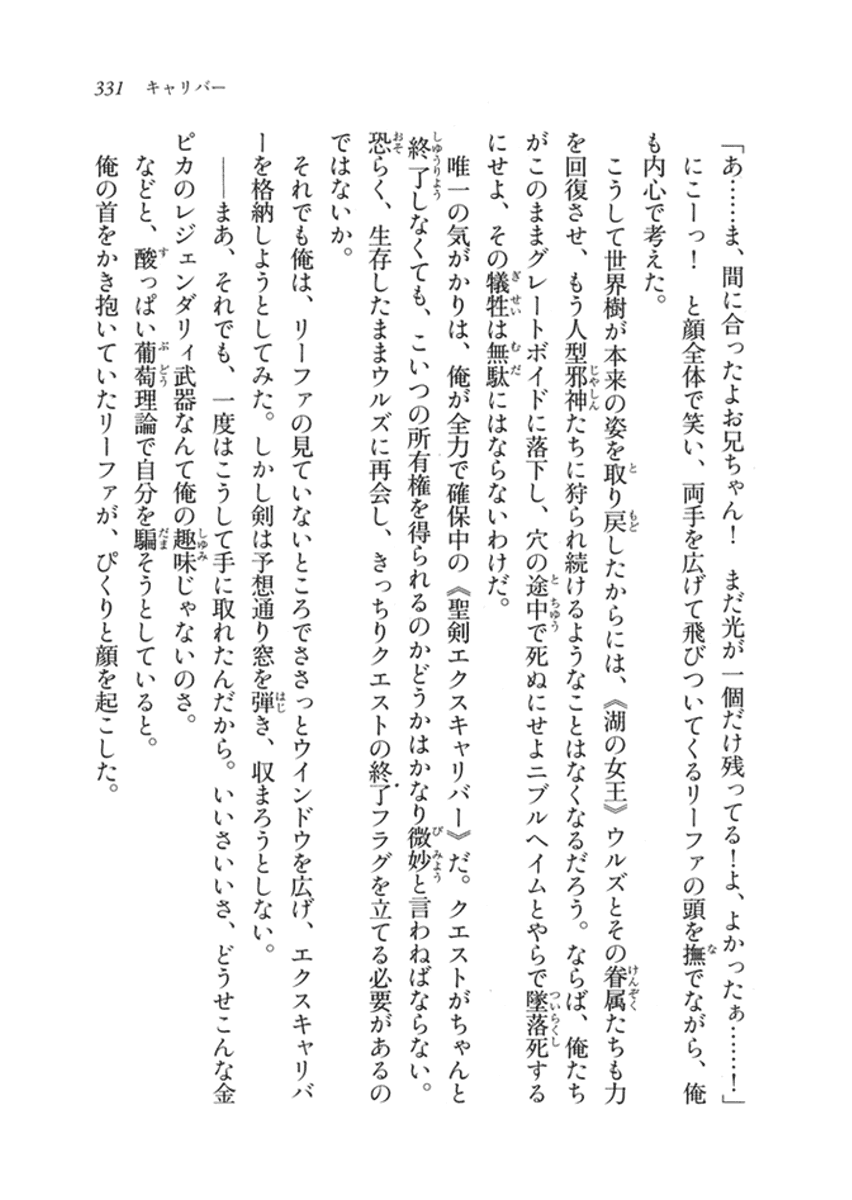 331　キャリバー
「あ……ま、間に合ったよお兄ちゃん！　まだ光が一個だけ残ってる！よ、よかったぁ……！」
にこーっ！　と顔全体で笑い、両手を広げて飛びついてくるリーファの頭を撫でながら、俺
も内心で考えた。
こうして世界樹が本来の姿を取り戻したからには、《湖の女王》ウルズとその眷属たちも力
を回復させ、もう人型邪神たちに狩られ続けるようなことはなくなるだろう。ならば、俺たち
がこのままグレートボイドに落下し、穴の途中で死ぬにせよニブルヘイムとやらで墜落死する
にせよ、その犠牲は無駄にはならないわけだ。
唯一の気がかりは、俺が全力で確保中の《聖剣エクスキャリバー》だ。クエストがちゃんと
終了しなくても、こいつの所有権を得られるのかどうかはかなり微妙と言わねばならない。
恐らく、生存したままウルズに再会し、きっちりクエストの終了フラグを立てる必要があるの
ではないか。
それでも俺は、リーファの見ていないところでささっとウインドウを広げ、エクスキャリバ
ーを格納しようとしてみた。しかし剣は予想通り窓を弾き、収まろうとしない。
――まあ、それでも、一度はこうして手に取れたんだから。いいさいいさ、どうせこんな金
ピカのレジェンダリィ武器なんて俺の趣味じゃないのさ。
などと、酸っぱい葡萄理論で自分を騙そうとしていると。
俺の首をかき抱いていたリーファが、ぴくりと顔を起こした。